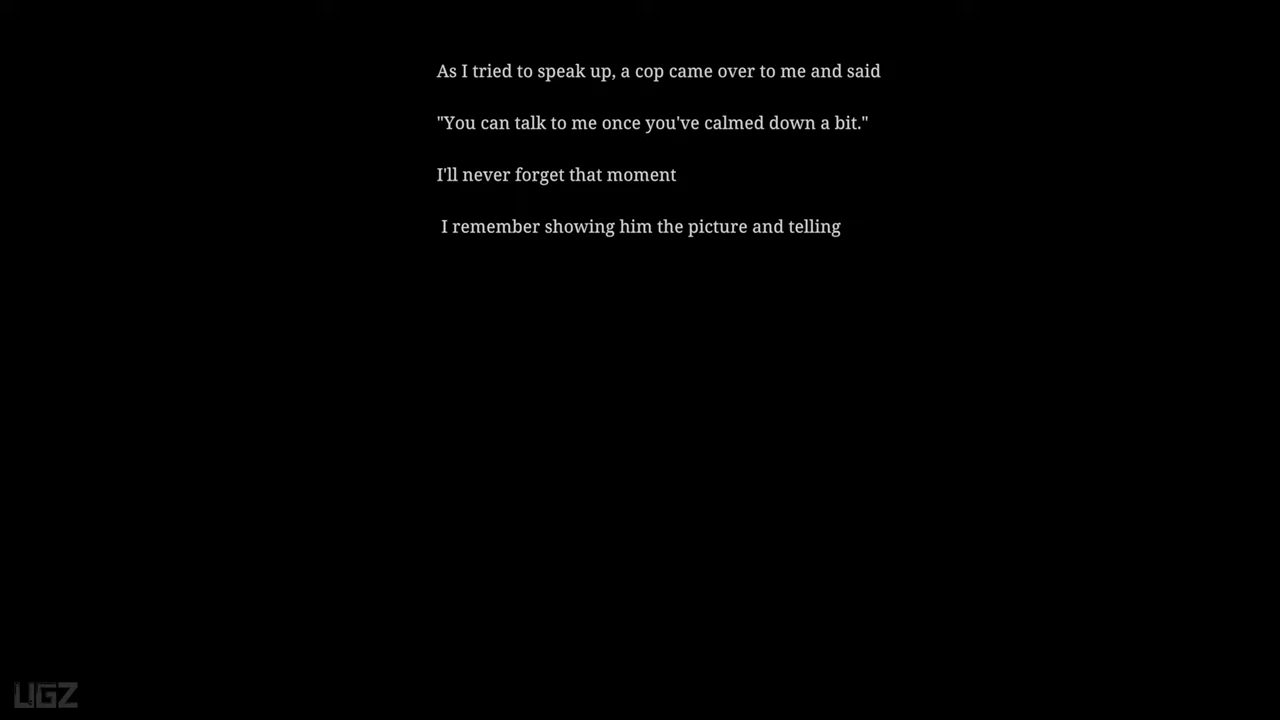 As I tried to speak up, a cop came over to me and said
"You can talk to me once you've calmed down a bit."
I'll never forget that moment
I remember showing him the picture and telling
UGZ